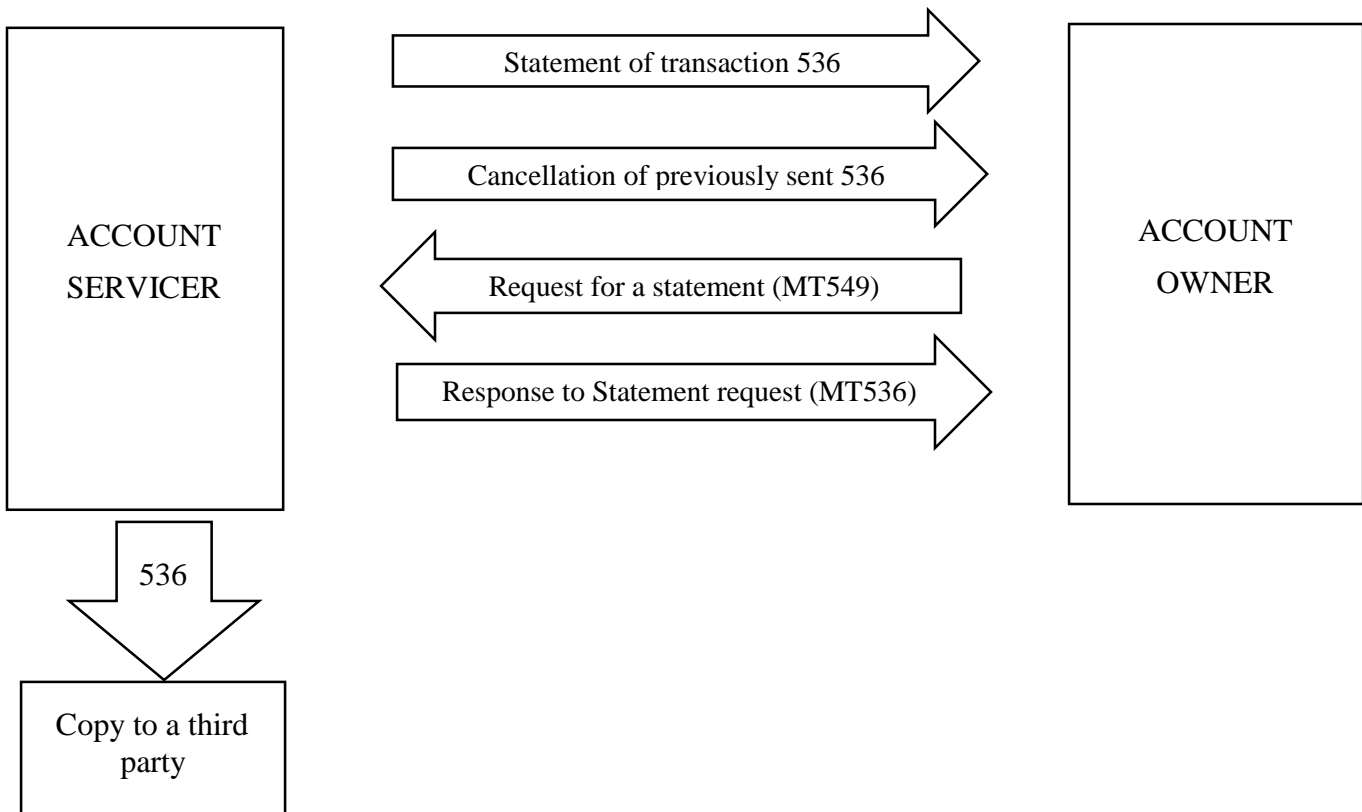 Statement of transaction 536
Cancellation of previously sent 536
ACCOUNT
SERVICER
ACCOUNT
OWNER
Request for a statement (MT549)
Response to Statement request (MT536)
536
Copy to a third
party